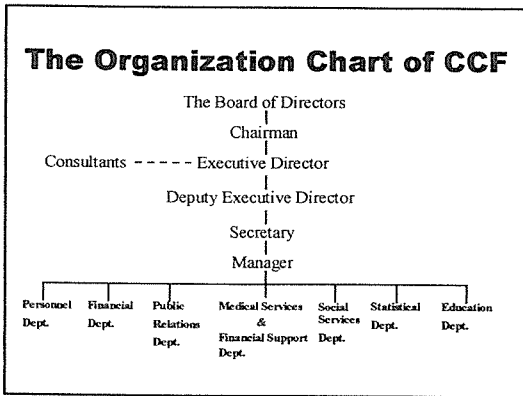 The Organization Chart of CCF
The Board of Directors
Chairman
Consultants ----- Executive Director
Deputy Executive Director
Secretary
Manager
Personnel Dept.
Financial Dept.
Public Relations Dept.
Medical Services & Financial Support Dept.
Social Services Dept.
Statistical Dept.
Education Dept.